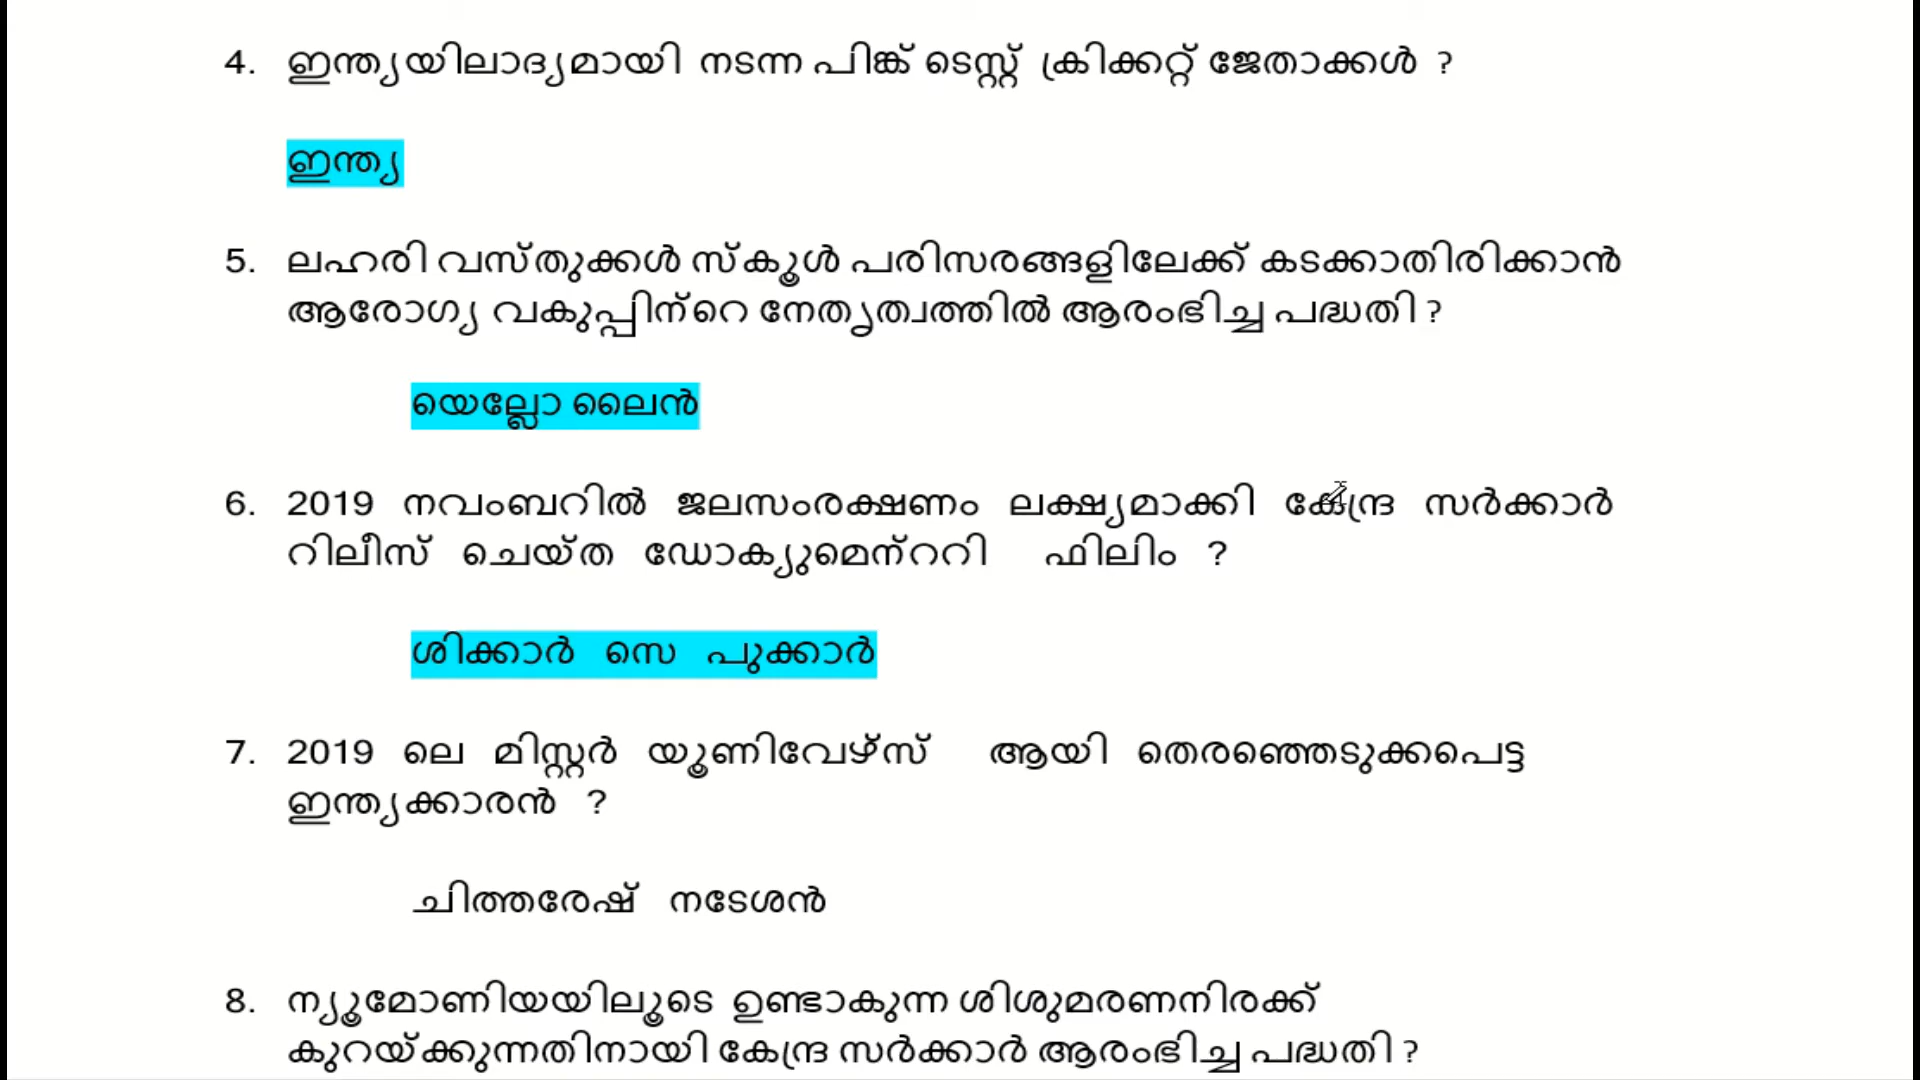 4. ഇന്ത്യയിലാദ്യമായി നടന്ന പിങ്ക് ടെസ്റ്റ് ക്രിക്കറ്റ് ജേതാക്കൾ ?
ഇന്ത്യ
5. ലഹരി വസ്തുക്കൾ സ്കൂൾ പരിസരങ്ങളിലേക്ക് കടക്കാതിരിക്കാൻ
ആരോഗ്യ വകുപ്പിന്റെ നേതൃത്വത്തിൽ ആരംഭിച്ച പദ്ധതി ?
യെല്ലോ ലൈൻ
6. 2019 നവംബറിൽ ജലസംരക്ഷണം ലക്ഷ്യമാക്കി കേന്ദ്ര സർക്കാർ
റിലീസ് ചെയ്ത ഡോക്യുമെന്ററി ഫിലിം ?
ശിക്കാർ സെ പുക്കാർ
7. 2019 ലെ മിസ്റ്റർ യൂണിവേഴ്സ് ആയി തെരഞ്ഞെടുക്കപെട്ട
ഇന്ത്യക്കാരൻ ?
ചിത്തരേഷ് നടേശൻ
8. ന്യൂമോണിയയിലൂടെ ഉണ്ടാകുന്ന ശിശുമരണനിരക്ക്
കുറയ്ക്കുന്നതിനായി കേന്ദ്ര സർക്കാർ ആരംഭിച്ച പദ്ധതി ?